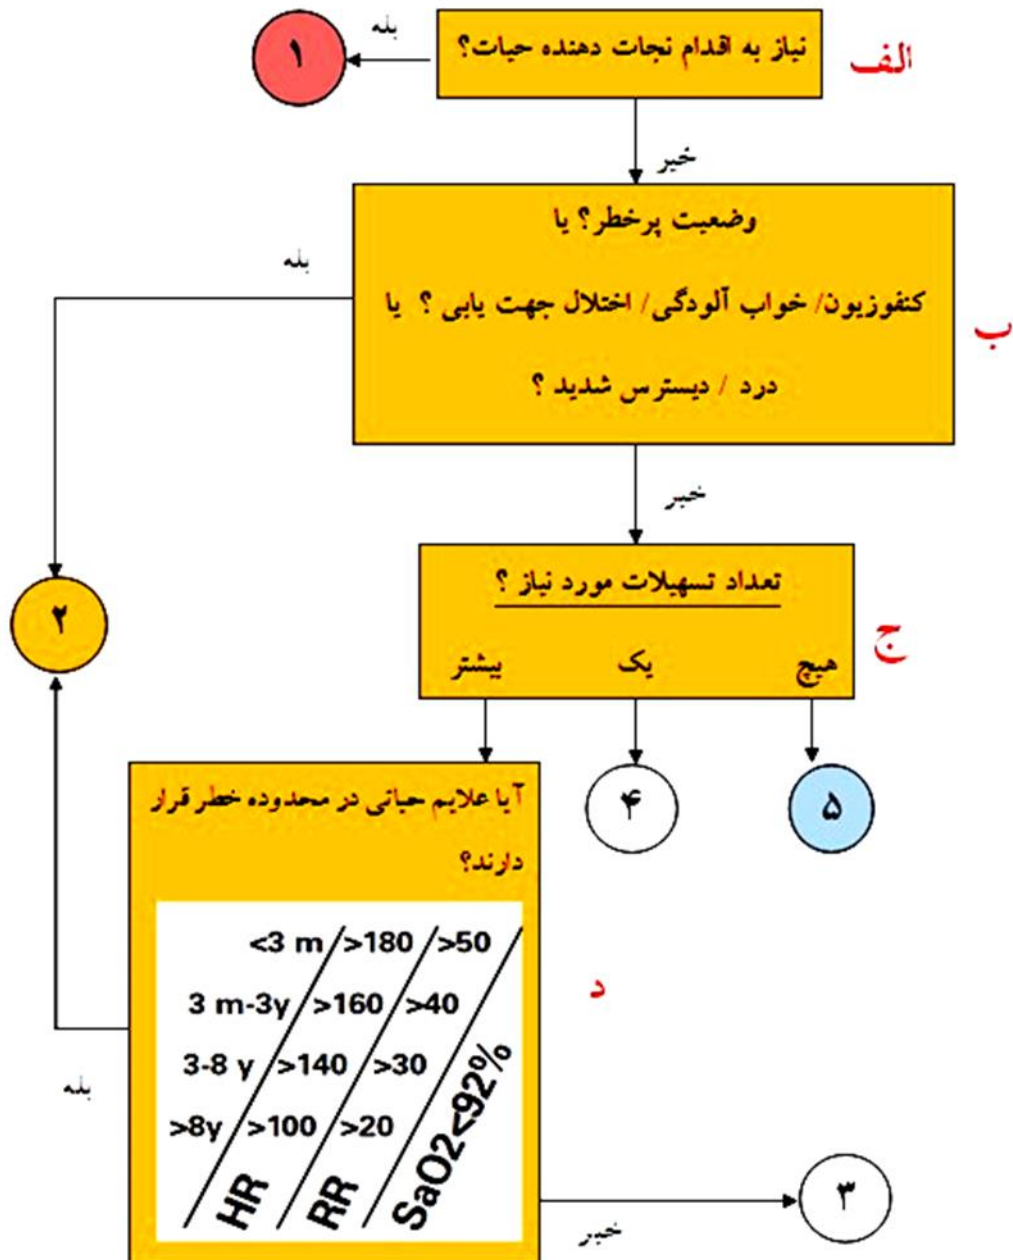 نیاز به اقدام نجات دهنده حیات؟
الف
بله
۱
خیر
وضعیت پرخطر؟ یا
کنفوزیون/ خواب آلودگی/ اختلال جهت یابی ؟ یا
درد / دیسترس شدید ؟
ب
بله
۲
خیر
تعداد تسهیلات مورد نیاز ؟
هیچ یک بیشتر
ج
۵
۴
آیا علایم حیاتی در محدوده خطر قرار
دارند؟
<3 m >180 >50
3 m-3y >160 >40
3-8 y >140 >30
>8y >100 >20
HR RR SaO2<92%
د
بله
خیر
۳